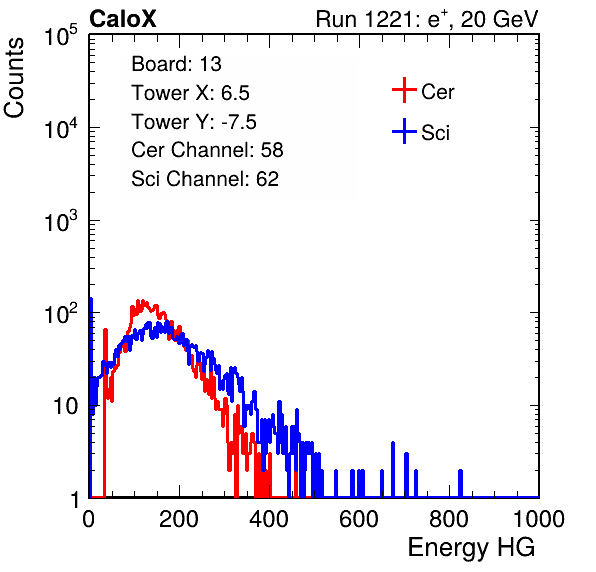 CaloX Run 1221: e⁺, 20 GeV
Counts
Board: 13
Tower X: 6.5
Tower Y: -7.5
Cer Channel: 58
Sci Channel: 62
Cer
Sci
10⁵
10⁴
10³
10²
10
1
0 200 400 600 800 1000
Energy HG